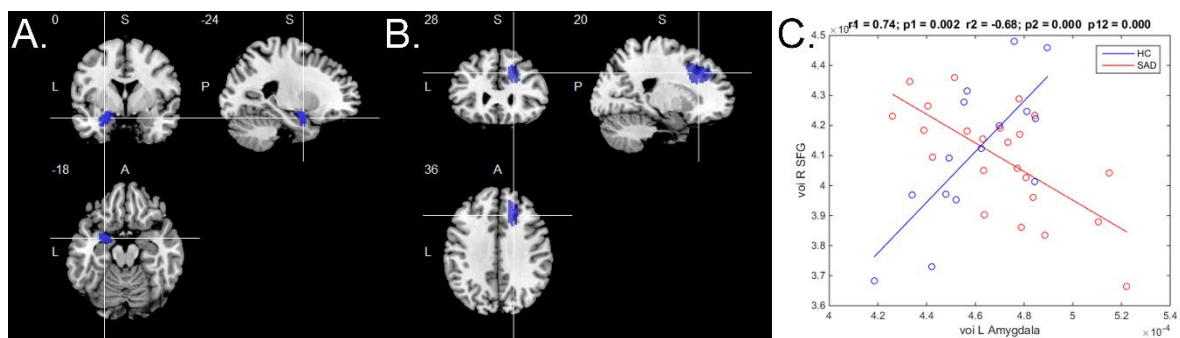 A.
0 S -24 S
L P
-18 A
L
B.
28 S 20 S
L P
36 A
L
C.
r1 = 0.74; p1 = 0.002 r2 = -0.68; p2 = 0.000 p12 = 0.000
4.5
4.4
4.3
4.2
4.1
4
3.9
3.8
3.7
3.6
voi R SFG
HC
SAD
4 4.2 4.4 4.6 4.8 5 5.2 5.4
voi L Amygdala
×10⁻⁴